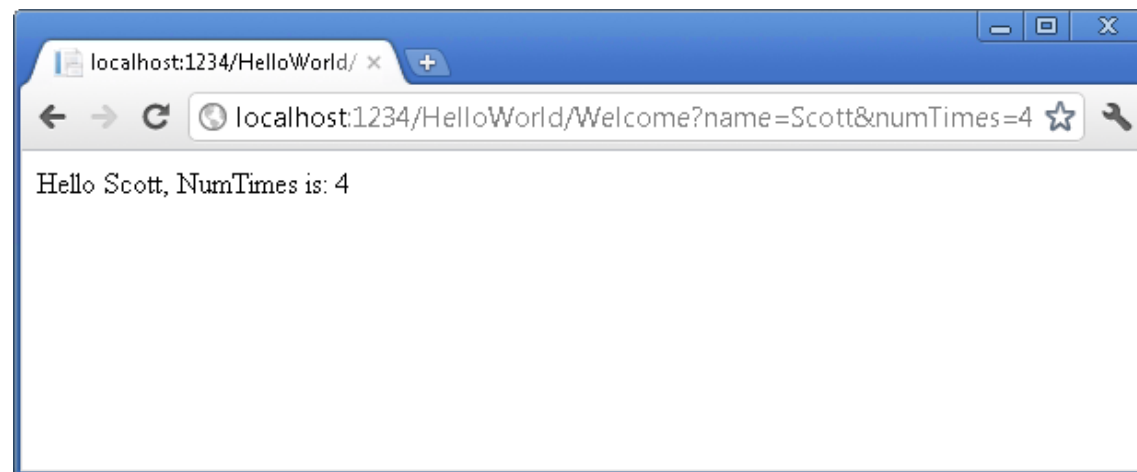 localhost:1234/HelloWorld/
localhost:1234/HelloWorld/Welcome?name=Scott&numTimes=4
Hello Scott, NumTimes is: 4